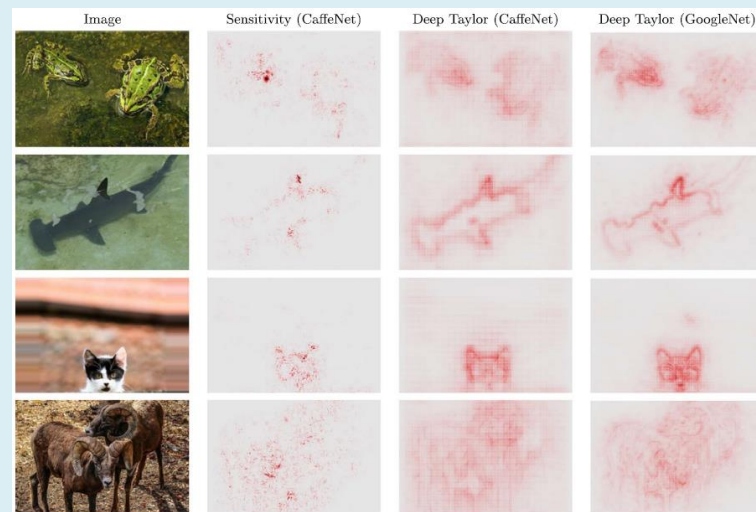 Image
Sensitivity (CaffeNet)
Deep Taylor (CaffeNet)
Deep Taylor (GoogleNet)